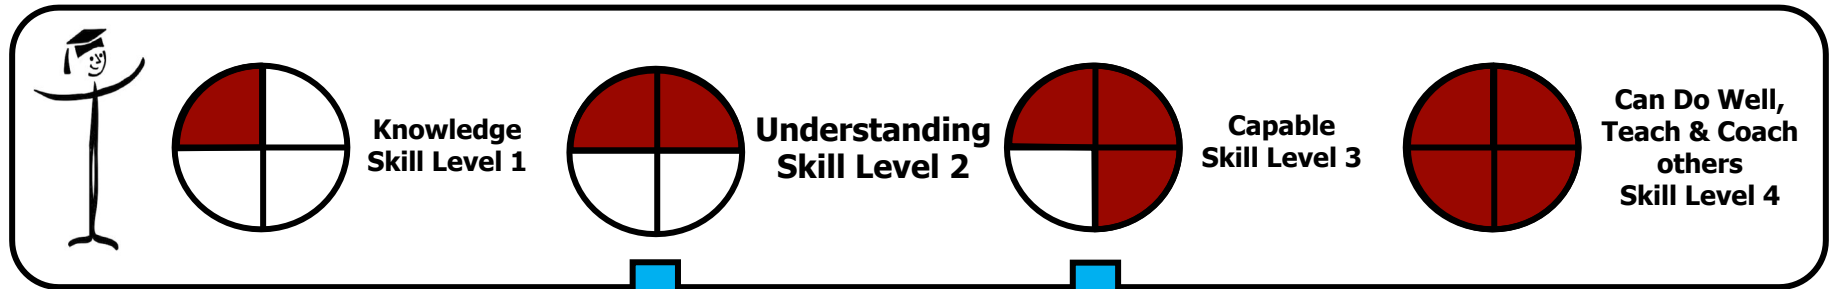 Knowledge
Skill Level 1
Understanding
Skill Level 2
Capable
Skill Level 3
Can Do Well,
Teach & Coach
others
Skill Level 4